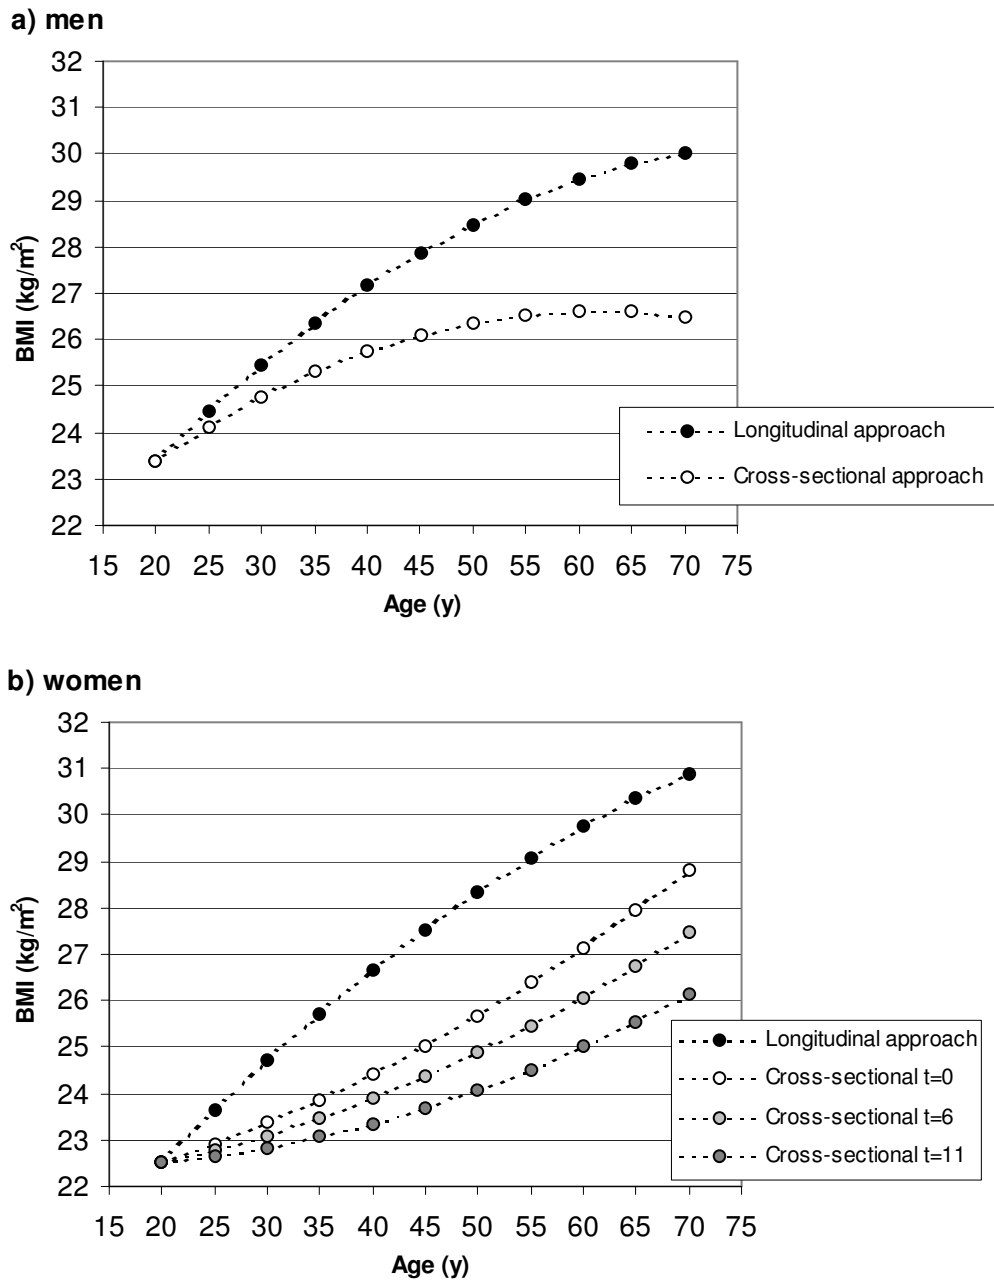 a) men
32
31
30
29
28
27
26
25
24
23
22
BMI (kg/m²)
Longitudinal approach
Cross-sectional approach
15 20 25 30 35 40 45 50 55 60 65 70 75
Age (y)
b) women
32
31
30
29
28
27
26
25
24
23
22
BMI (kg/m²)
Longitudinal approach
Cross-sectional t=0
Cross-sectional t=6
Cross-sectional t=11
15 20 25 30 35 40 45 50 55 60 65 70 75
Age (y)